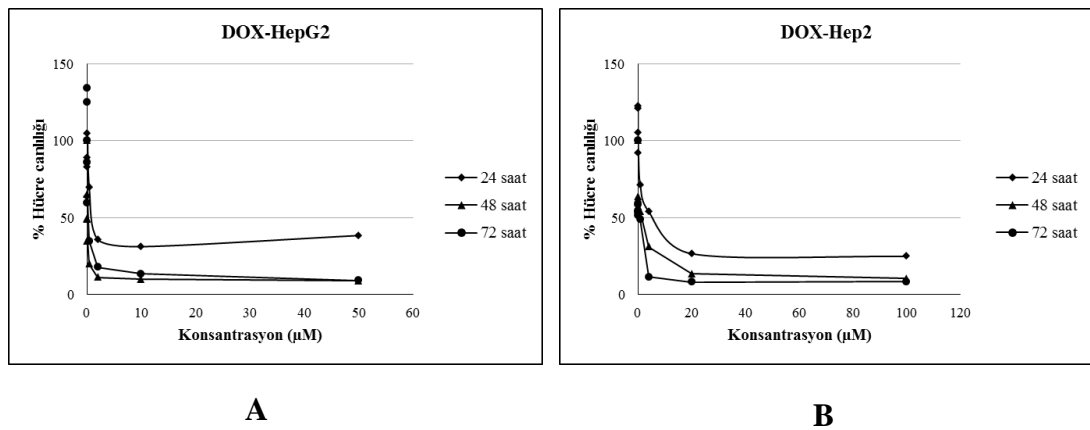 DOX-HepG2
150
100
50
0
% Hücre canlılığı
0
10
20
30
40
50
60
Konsantrasyon (µM)
24 saat
48 saat
72 saat
A
DOX-Hep2
150
100
50
0
% Hücre canlılığı
0
20
40
60
80
100
120
Konsantrasyon (µM)
24 saat
48 saat
72 saat
B